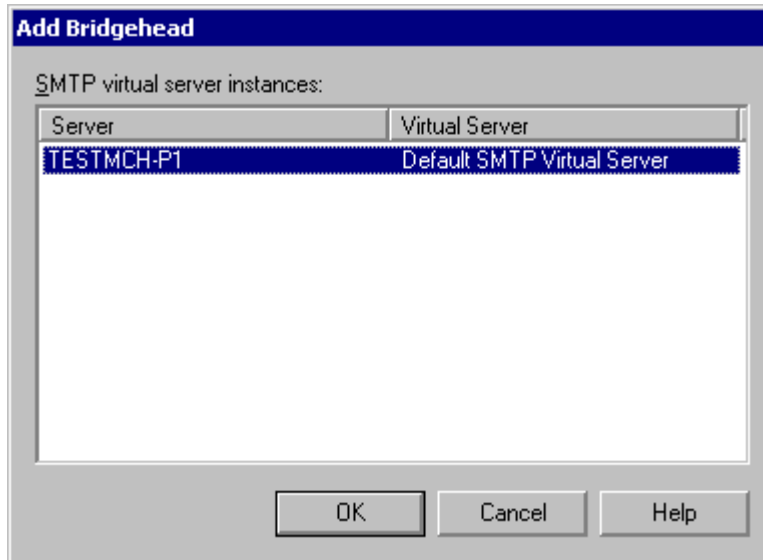 Add Bridgehead
SMTP virtual server instances:
Server Virtual Server
TESTMCH-P1 Default SMTP Virtual Server
OK Cancel Help